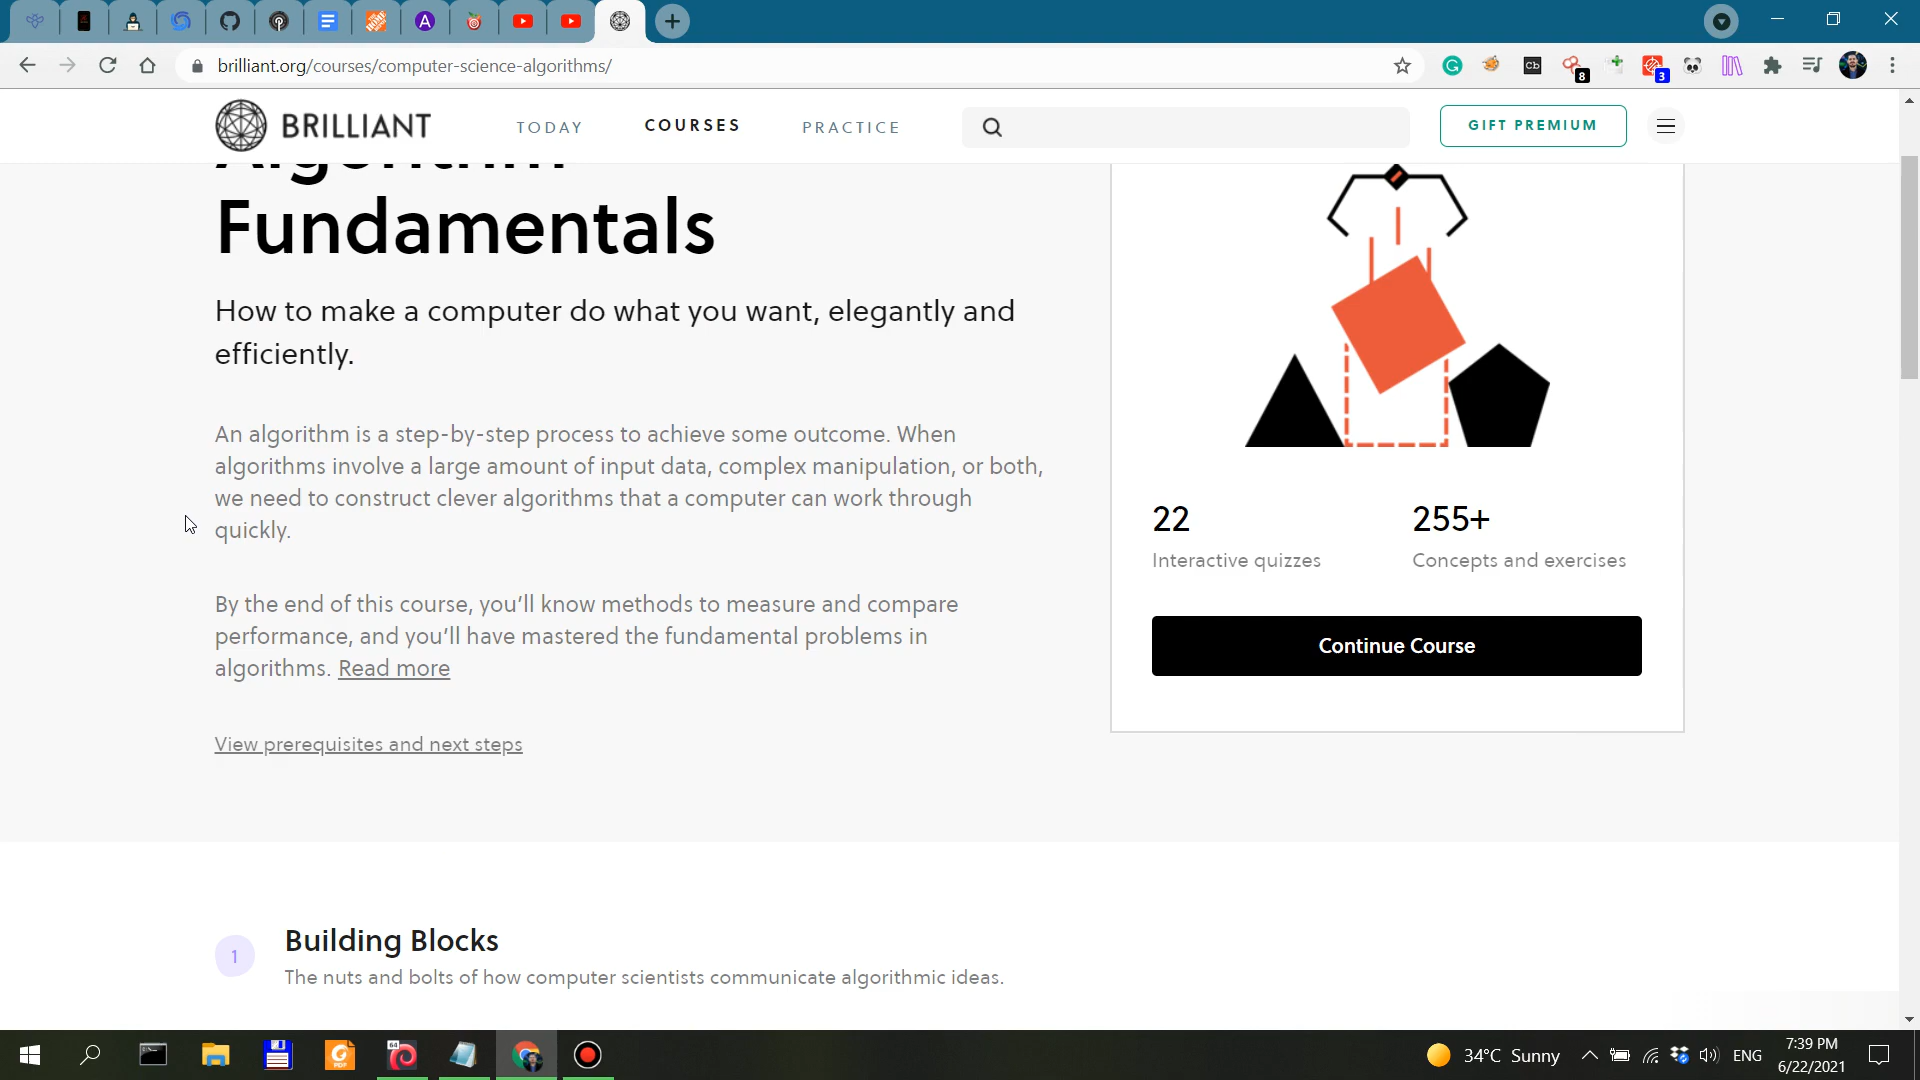 brilliant.org/courses/computer-science-algorithms/
Cb
8
3
BRILLIANT
TODAY
COURSES
PRACTICE
GIFT PREMIUM
Algorithm
Fundamentals
How to make a computer do what you want, elegantly and
efficiently.
An algorithm is a step-by-step process to achieve some outcome. When
algorithms involve a large amount of input data, complex manipulation, or both,
we need to construct clever algorithms that a computer can work through
quickly.
By the end of this course, you’ll know methods to measure and compare
performance, and you’ll have mastered the fundamental problems in
algorithms. Read more
View prerequisites and next steps
22
Interactive quizzes
255+
Concepts and exercises
Continue Course
1
Building Blocks
The nuts and bolts of how computer scientists communicate algorithmic ideas.
64
34°C Sunny
ENG
7:39 PM
6/22/2021